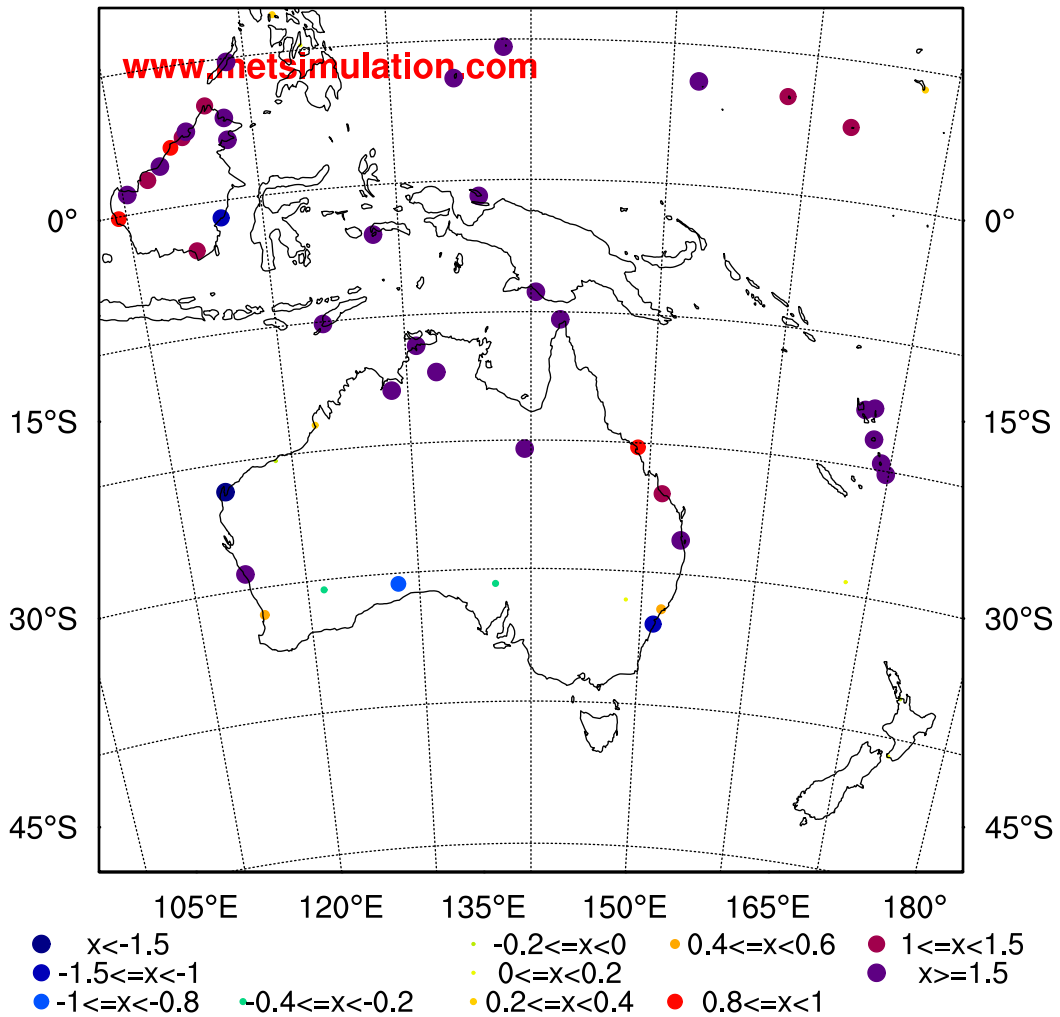 www.metsimulation.com
0° 0°
15°S 15°S
30°S 30°S
45°S 45°S
105°E 120°E 135°E 150°E 165°E 180°
x<-1.5 -0.2<=x<0 0.4<=x<0.6 1<=x<1.5
-1.5<=x<-1 0<=x<0.2 x>=1.5
-1<=x<-0.8 -0.4<=x<-0.2 0.2<=x<0.4 0.8<=x<1